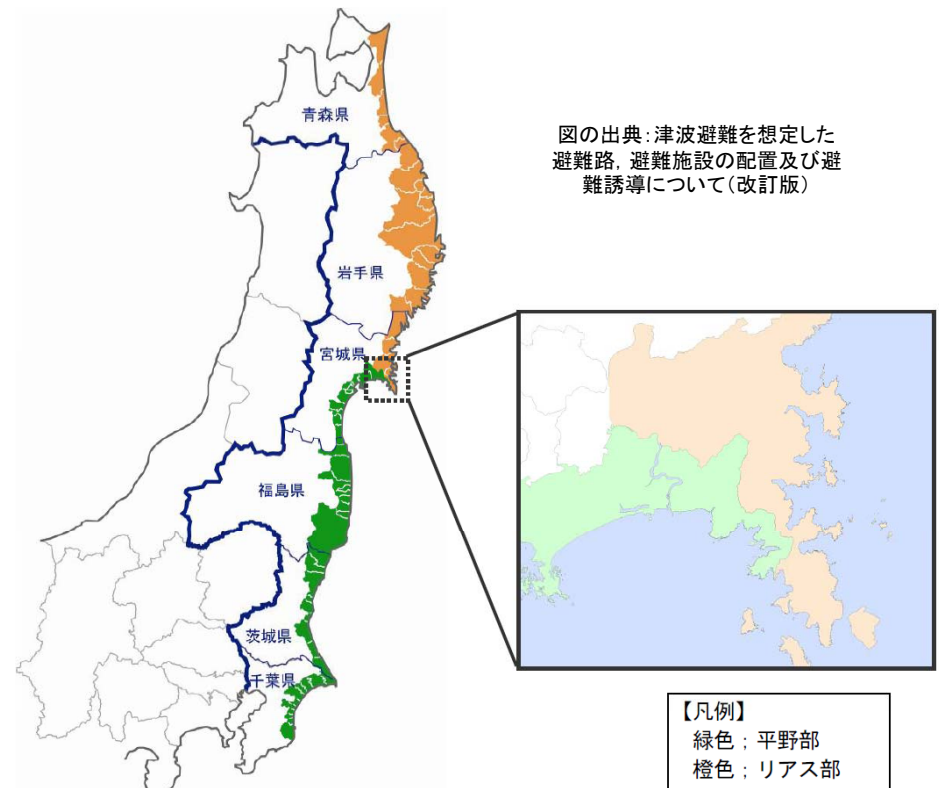 青森県
図の出典：津波避難を想定した
避難路，避難施設の配置及び避
難誘導について（改訂版）
岩手県
宮城県
福島県
茨城県
千葉県
【凡例】
緑色；平野部
橙色；リアス部